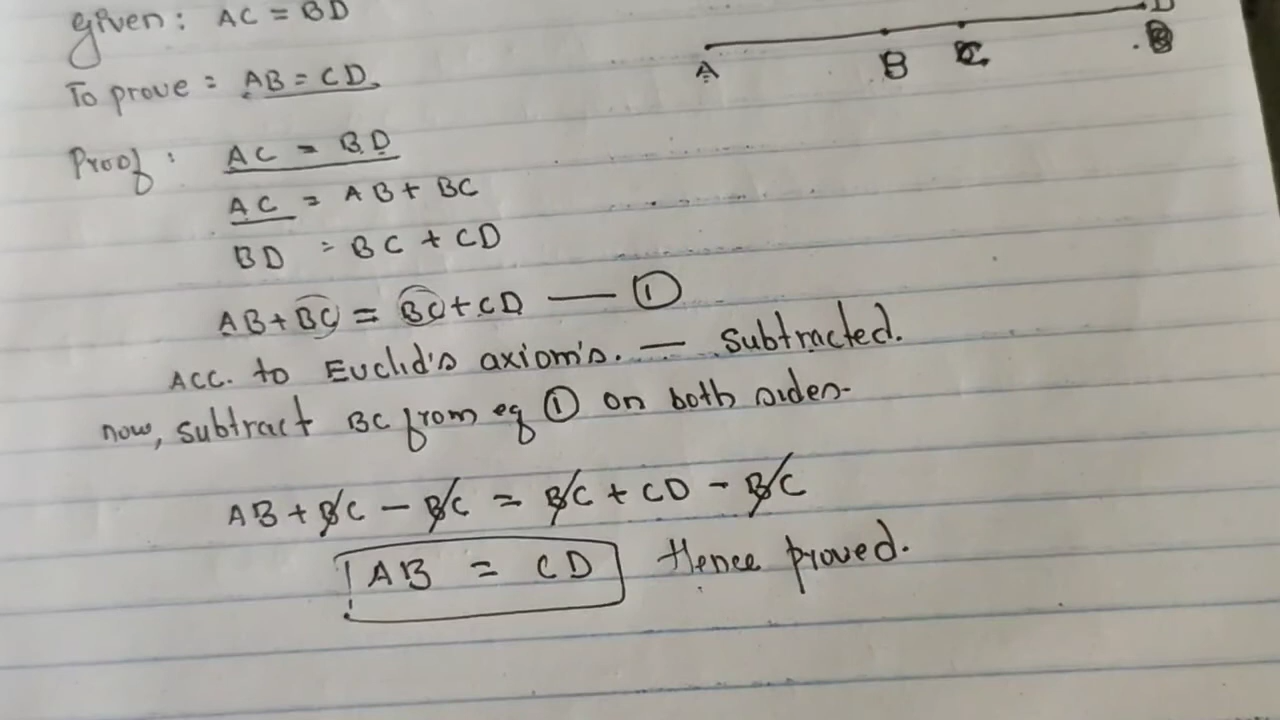 given: AC = BD
D
A B C
To prove = AB = CD
Proof: AC = BD
AC = AB + BC
BD = BC + CD
AB + BC = BC + CD — ①
Acc. to Euclid's axiom's. — subtracted.
now, subtract BC from eq ① on both sides-
AB + BC - BC = BC + CD - BC
AB = CD Hence proved.